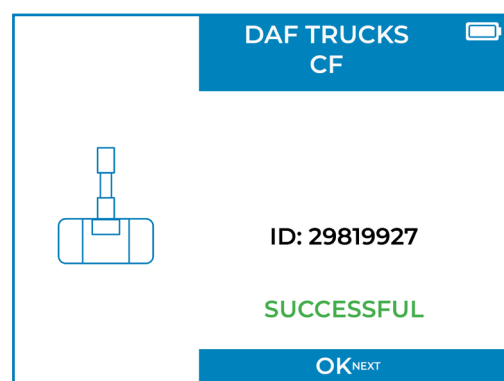 DAF TRUCKS
CF
ID: 29819927
SUCCESSFUL
OK NEXT